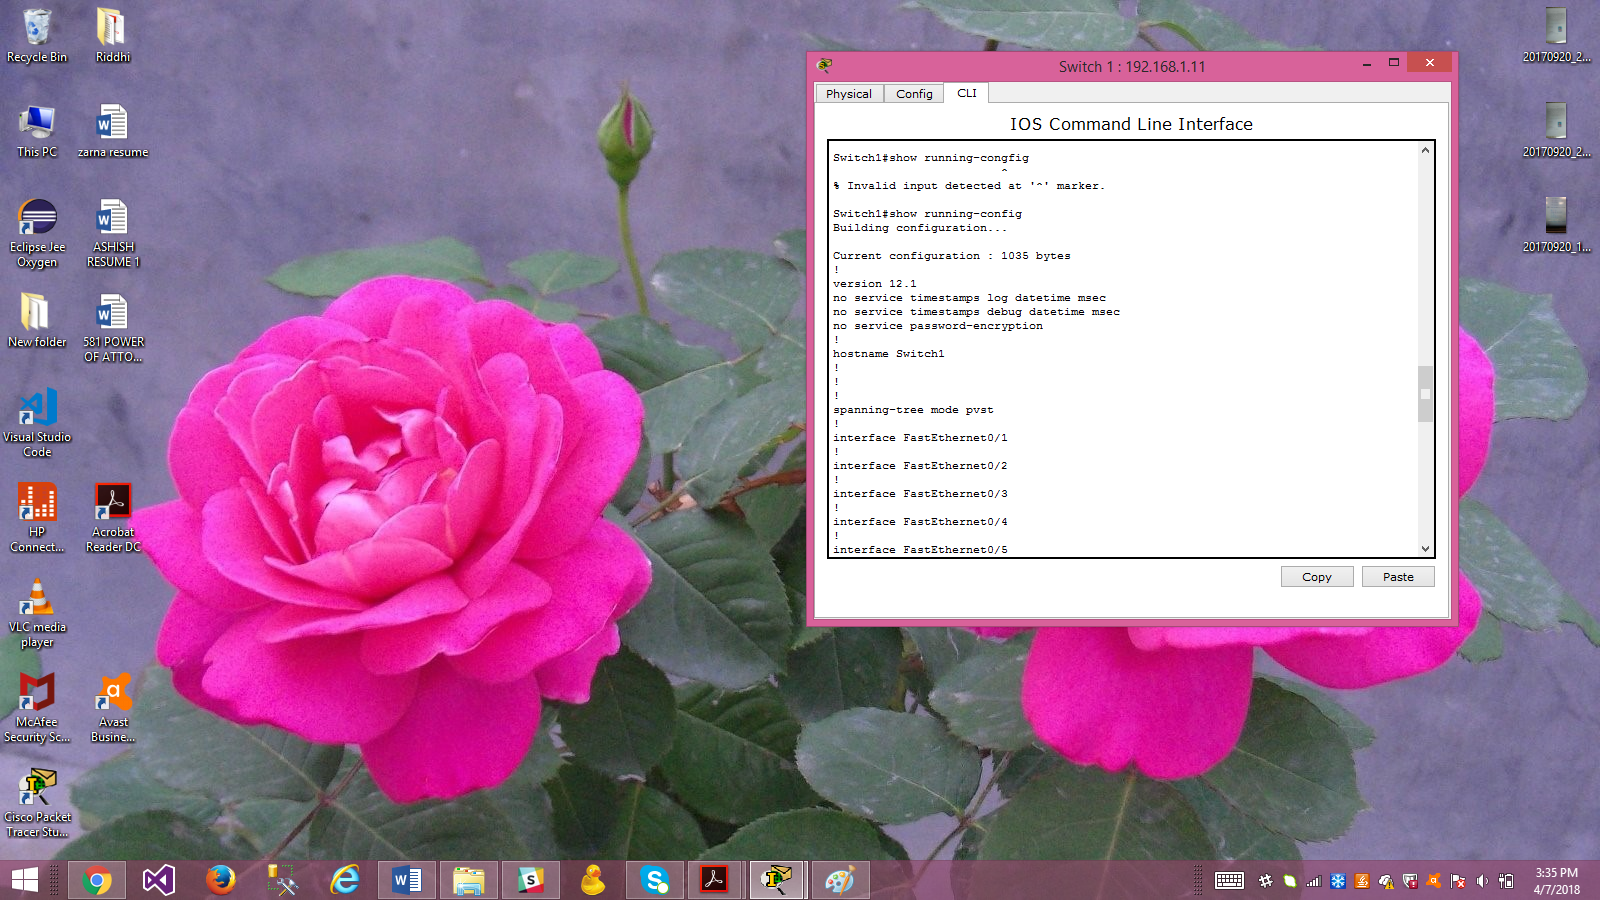 Recycle Bin
Riddhi
This PC
zarna resume
Eclipse Jee
Oxygen
ASHISH
RESUME 1
New folder
581 POWER
OF ATTO...
Visual Studio
Code
HP
Connect...
Acrobat
Reader DC
VLC media
player
McAfee
Security Sc...
Avast
Busine...
Cisco Packet
Tracer Stu...
20170920_2...
20170920_2...
20170920_1...
Switch 1 : 192.168.1.11
Physical Config CLI
IOS Command Line Interface
Switch1#show running-congfig
^
% Invalid input detected at '^' marker.
Switch1#show running-config
Building configuration...
Current configuration : 1035 bytes
!
version 12.1
no service timestamps log datetime msec
no service timestamps debug datetime msec
no service password-encryption
!
hostname Switch1
!
!
!
spanning-tree mode pvst
!
interface FastEthernet0/1
!
interface FastEthernet0/2
!
interface FastEthernet0/3
!
interface FastEthernet0/4
!
interface FastEthernet0/5
Copy Paste
3:35 PM
4/7/2018